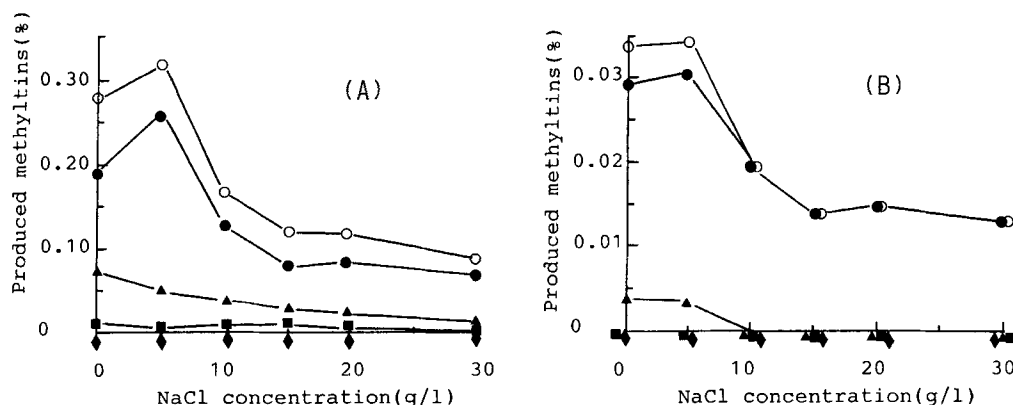 Produced methyltins(%)
0.30
0.20
0.10
0
(A)
0 10 20 30
NaCl concentration(g/l)
Produced methyltins(%)
0.03
0.02
0.01
0
(B)
0 10 20 30
NaCl concentration(g/l)